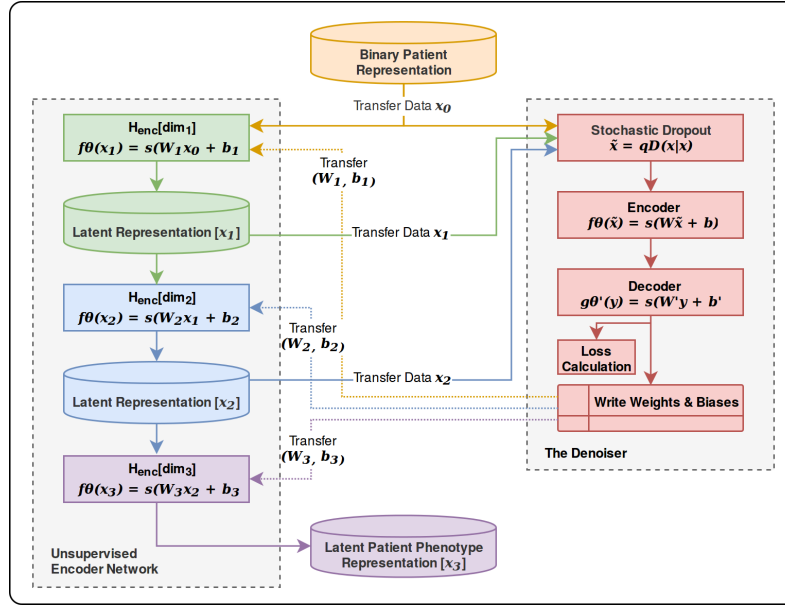 Binary Patient
Representation
Transfer Data x₀
H_enc[dim₁]
fθ(x₁) = s(W₁x₀ + b₁
Transfer
(W₁, b₁)
Latent Representation [x₁]
Transfer Data x₁
H_enc[dim₂]
fθ(x₂) = s(W₂x₁ + b₂
Transfer
(W₂, b₂)
Latent Representation [x₂]
Transfer Data x₂
H_enc[dim₃]
fθ(x₃) = s(W₃x₂ + b₃
Transfer
(W₃, b₃)
Unsupervised
Encoder Network
Latent Patient Phenotype
Representation [x₃]
Stochastic Dropout
x̃ = qD(x|x)
Encoder
fθ(x̃) = s(Wx̃ + b)
Decoder
gθ'(y) = s(W'y + b'
Loss
Calculation
Write Weights & Biases
The Denoiser